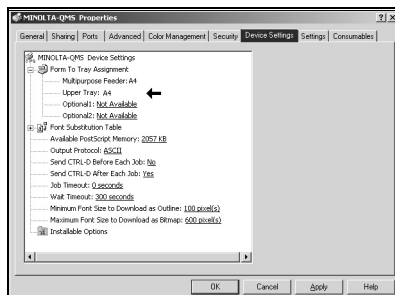 MINOLTA-QMS Properties
General Sharing Ports Advanced Color Management Security Device Settings Settings Consumables
MINOLTA-QMS Device Settings
Form To Tray Assignment
Multipurpose Feeder: A4
Upper Tray: A4
Optional1: Not Available
Optional2: Not Available
Font Substitution Table
Available PostScript Memory: 2057 KB
Output Protocol: ASCII
Send CTRL-D Before Each Job: No
Send CTRL-D After Each Job: Yes
Job Timeout: 0 seconds
Wait Timeout: 300 seconds
Minimum Font Size to Download as Outline: 100 pixel(s)
Maximum Font Size to Download as Bitmap: 600 pixel(s)
Installable Options
OK Cancel Apply Help